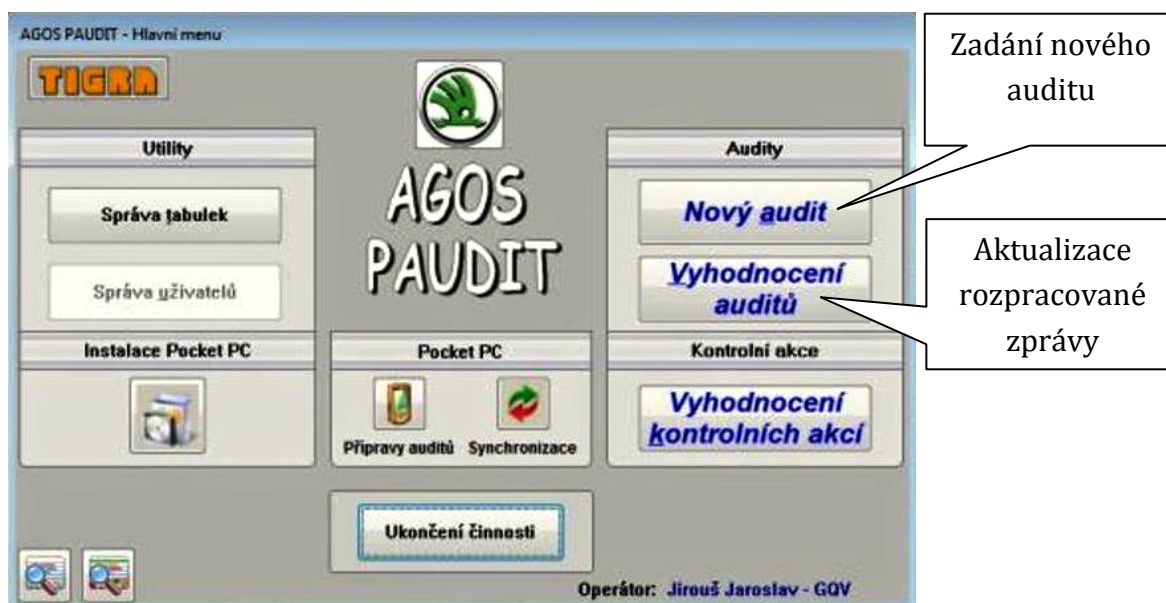 AGOS PAUDIT - Hlavní menu
TIGRA
Utility
Správa tabulek
Správa uživatelů
Instalace Pocket PC
AGOS
PAUDIT
Pocket PC
Přípravy auditů
Synchronizace
Ukončení činnosti
Audity
Nový audit
Vyhodnocení
auditů
Kontrolní akce
Vyhodnocení
kontrolních akcí
Operátor: Jirouš Jaroslav - GQV
Zadání nového
auditu
Aktualizace
rozpracované
zprávy